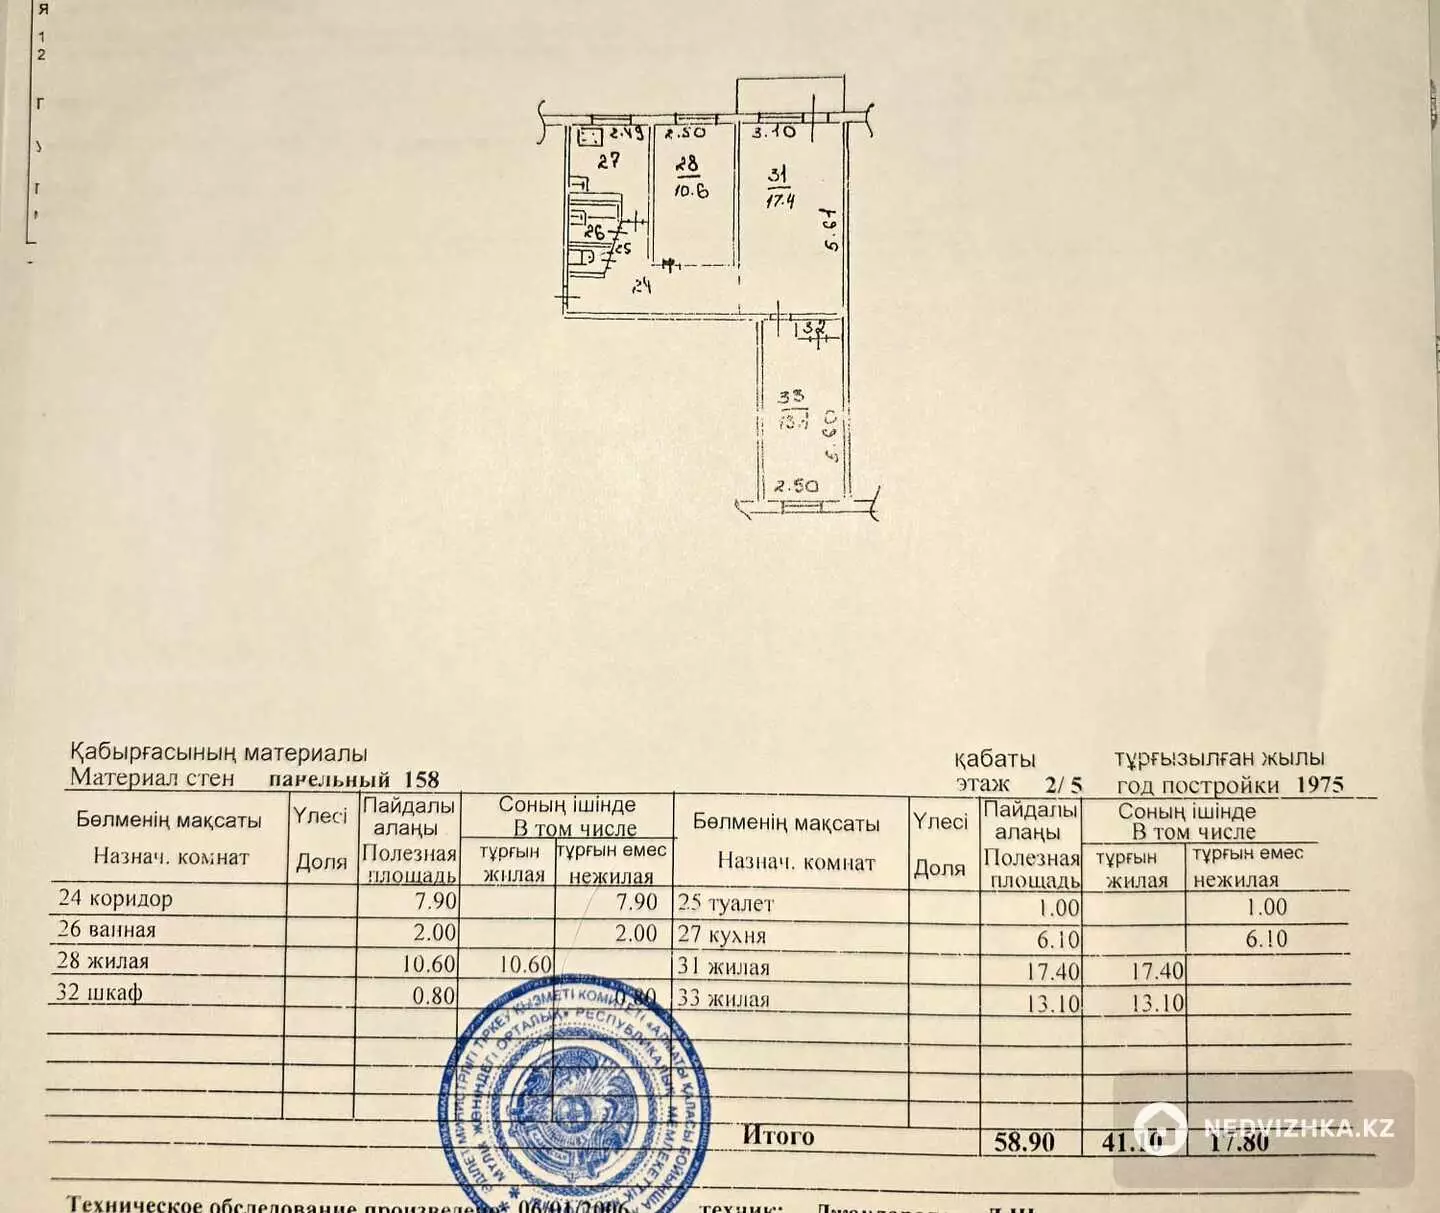 Я
1
2
Г
У
2.49 2.50 3.10
27
28
10.6
31
17.4
5.61
26
25
24
32
33
13.1
5.60
2.50
Қабырғасының материалы қабаты тұрғызылған жылы
Материал стен панельный 158 этаж 2/ 5 год постройки 1975
Бөлменің мақсаты Үлесі Пайдалы алаңы Соның ішінде Бөлменің мақсаты Үлесі Пайдалы алаңы Соның ішінде
В том числе В том числе
Назнач. комнат Доля Полезная площадь тұрғын жилая тұрғын емес нежилая Назнач. комнат Доля Полезная площадь тұрғын жилая тұрғын емес нежилая
24 коридор 7.90 7.90 25 туалет 1.00 1.00
26 ванная 2.00 2.00 27 кухня 6.10 6.10
28 жилая 10.60 10.60 31 жилая 17.40 17.40
32 шкаф 0.80 0.80 33 жилая 13.10 13.10
Итого 58.90 41.10 17.80
NEDVIZHKA.KZ
Техническое обследование произведено 06/01/2006 техник: